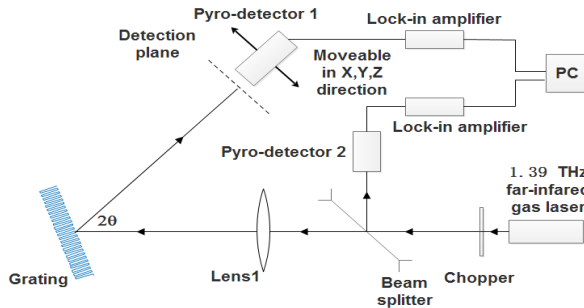 Pyro-detector 1
Lock-in amplifier
Detection
plane
Moveable
in X,Y,Z
direction
PC
Lock-in amplifier
Pyro-detector 2
1.39 THz
far-infared
gas laser
2θ
Grating
Lens1
Beam
splitter
Chopper